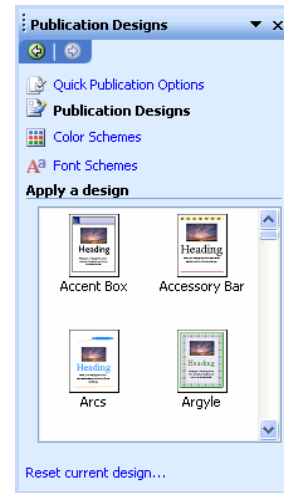 Publication Designs
Quick Publication Options
Publication Designs
Color Schemes
Aa Font Schemes
Apply a design
Heading Heading
Accent Box Accessory Bar
Heading Heading
Arcs Argyle
Reset current design...